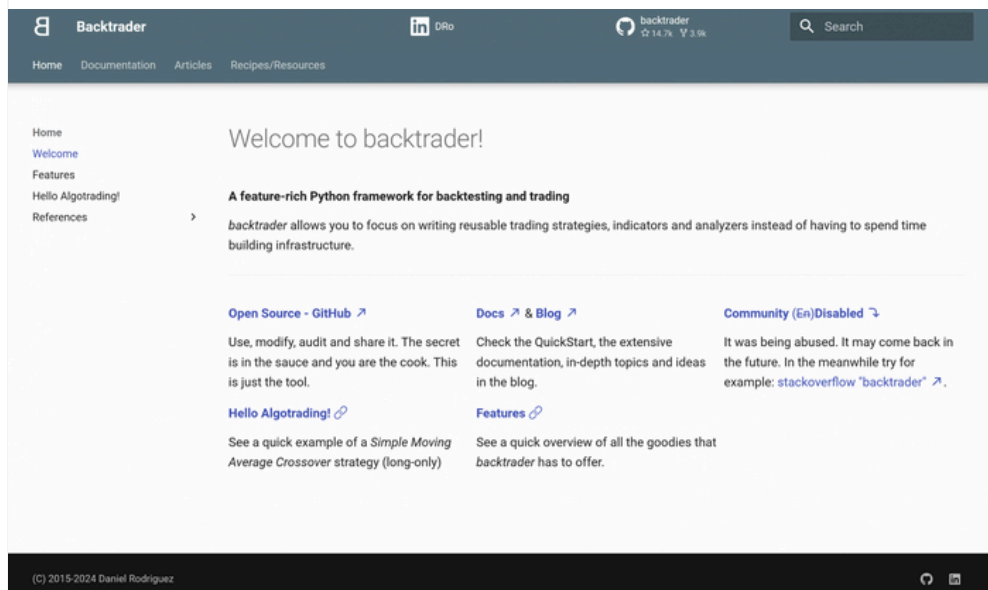 Backtrader
DRo
backtrader
14.7k 3.9k
Search
Home Documentation Articles Recipes/Resources
Home
Welcome
Features
Hello Algotrading!
References
Welcome to backtrader!
A feature-rich Python framework for backtesting and trading
backtrader allows you to focus on writing reusable trading strategies, indicators and analyzers instead of having to spend time
building infrastructure.
Open Source - GitHub
Use, modify, audit and share it. The secret
is in the sauce and you are the cook. This
is just the tool.
Docs & Blog
Check the QuickStart, the extensive
documentation, in-depth topics and ideas
in the blog.
Community (En)Disabled
It was being abused. It may come back in
the future. In the meanwhile try for
example: stackoverflow "backtrader" .
Hello Algotrading!
See a quick example of a Simple Moving
Average Crossover strategy (long-only)
Features
See a quick overview of all the goodies that
backtrader has to offer.
(C) 2015-2024 Daniel Rodriguez